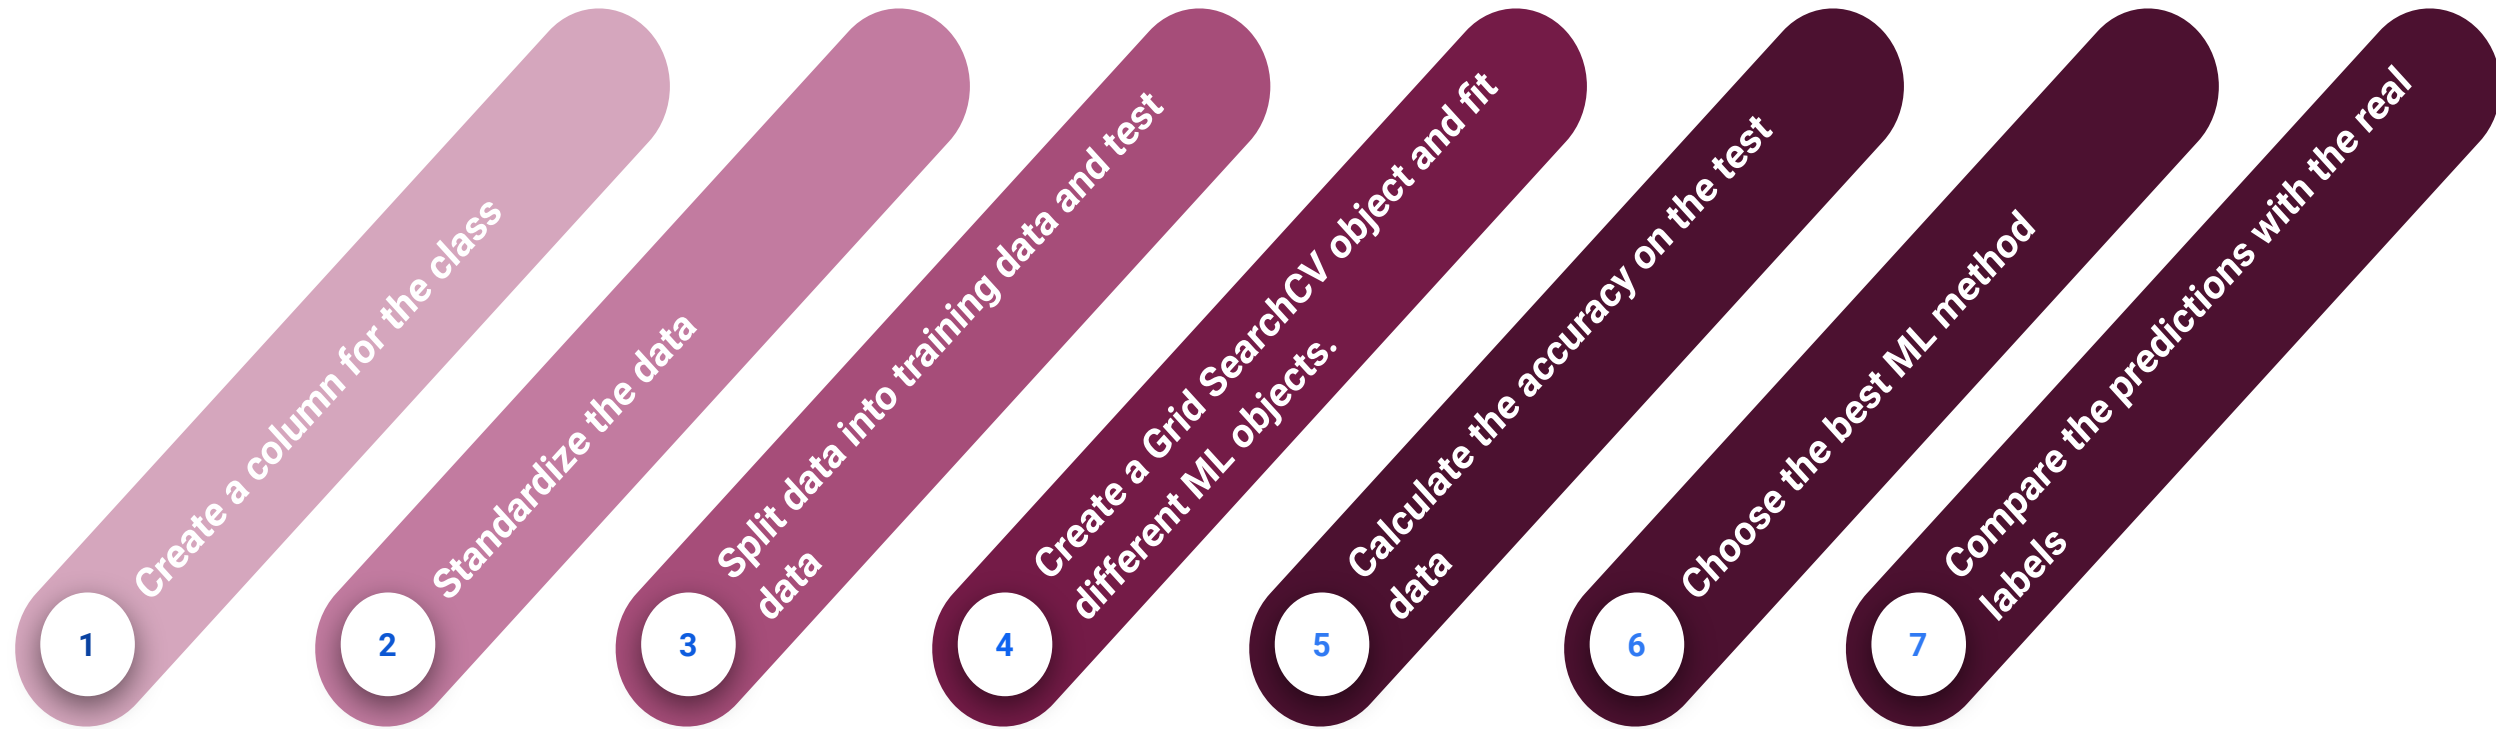 1
Create a column for the class
2
Standardize the data
3
Split data into training data and test
data
4
Create a Grid SearchCV object and fit
different ML objects.
5
Calculate the accuracy on the test
data
6
Choose the best ML method
7
Compare the predictions with the real
labels